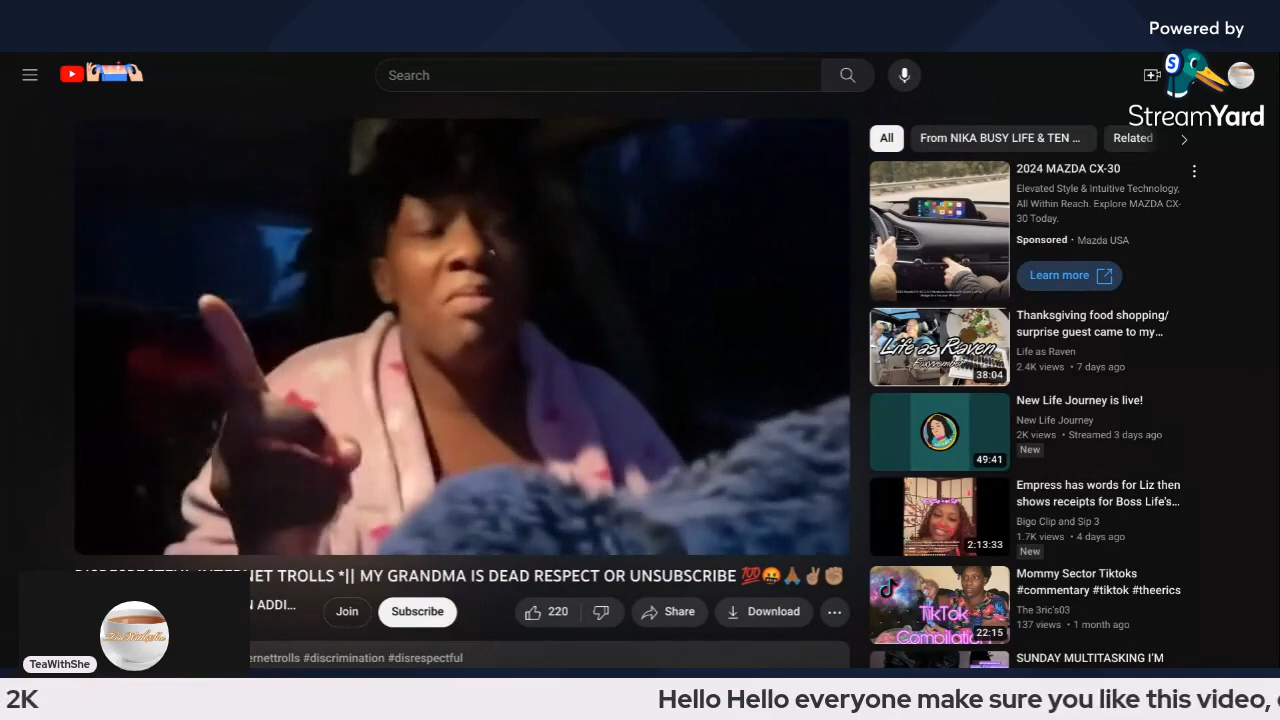 Powered by
StreamYard
Search
All
From NIKA BUSY LIFE & TEN ...
Related
2024 MAZDA CX-30
Elevated Style & Intuitive Technology,
All Within Reach. Explore MAZDA CX-
30 Today.
Sponsored · Mazda USA
Learn more
Life as Raven
38:04
Thanksgiving food shopping/
surprise guest came to my...
Life as Raven
2.4K views • 7 days ago
49:41
New Life Journey is live!
New Life Journey
2K views • Streamed 3 days ago
New
2:13:33
Empress has words for Liz then
shows receipts for Boss Life's...
Bigo Clip and Sip 3
1.7K views • 4 days ago
New
TikTok
Compilation
22:15
Mommy Sector Tiktoks
#commentary #tiktok #theerics
The 3ric's03
137 views • 1 month ago
SUNDAY MULTITASKING I'M
NET TROLLS *|| MY GRANDMA IS DEAD RESPECT OR UNSUBSCRIBE 💯🤬🙏🏾✌🏽✊🏽
ADDI...
Join
Subscribe
220
Share
Download
ernettrolls #discrimination #disrespectful
TeaWithShe
2K
Hello Hello everyone make sure you like this video,